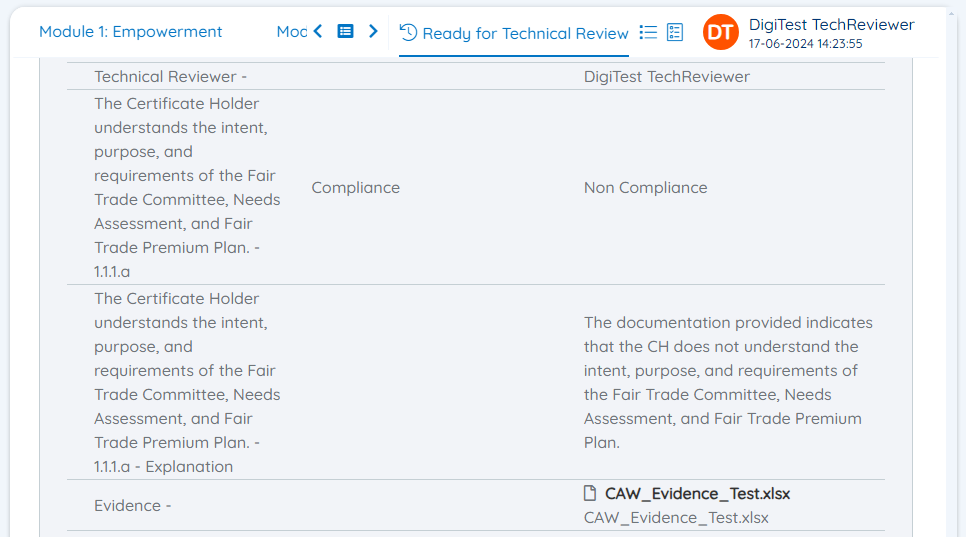 Module 1: Empowerment
Mod
Ready for Technical Review
DT
DigiTest TechReviewer
17-06-2024 14:23:55
Technical Reviewer -
DigiTest TechReviewer
The Certificate Holder
understands the intent,
purpose, and
requirements of the Fair
Trade Committee, Needs
Assessment, and Fair
Trade Premium Plan. -
1.1.1.a
Compliance
Non Compliance
The Certificate Holder
understands the intent,
purpose, and
requirements of the Fair
Trade Committee, Needs
Assessment, and Fair
Trade Premium Plan. -
1.1.1.a - Explanation
The documentation provided indicates
that the CH does not understand the
intent, purpose, and requirements of
the Fair Trade Committee, Needs
Assessment, and Fair Trade Premium
Plan.
Evidence -
CAW_Evidence_Test.xlsx
CAW_Evidence_Test.xlsx